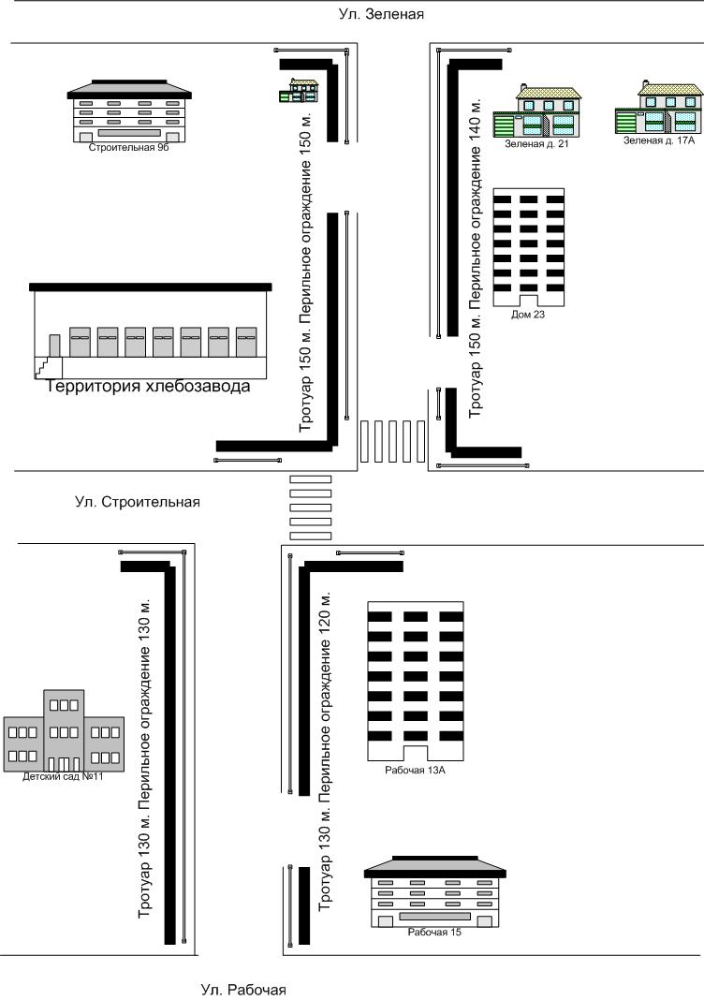 Ул. Зеленая
Строительная 9б
Зеленая д. 21
Зеленая д. 17А
Тротуар 150 м. Перильное ограждение 150 м.
Тротуар 150 м. Перильное ограждение 140 м.
Дом 23
Территория хлебозавода
Ул. Строительная
Тротуар 130 м. Перильное ограждение 130 м.
Тротуар 130 м. Перильное ограждение 120 м.
Детский сад №11
Рабочая 13А
Рабочая 15
Ул. Рабочая